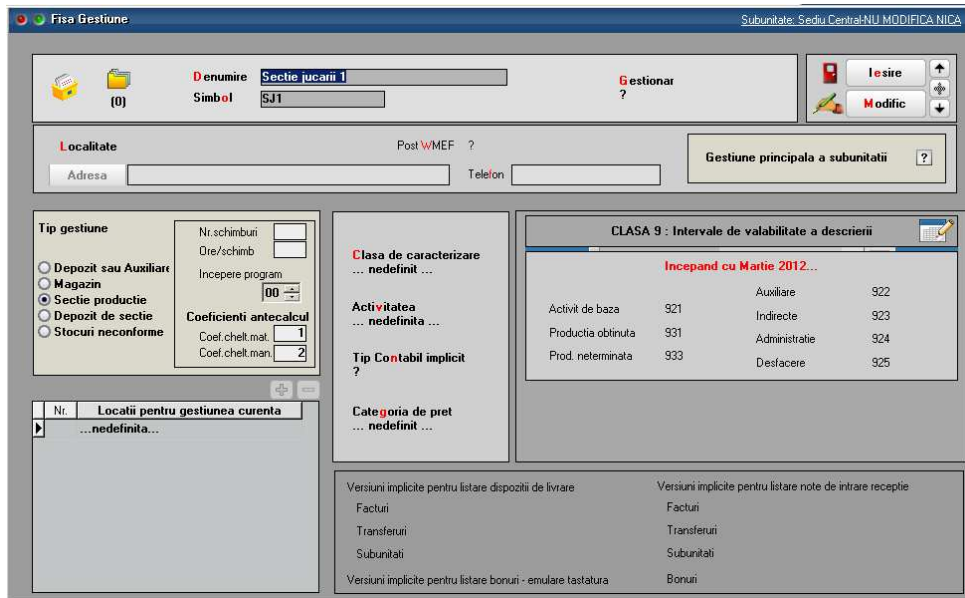 Fisa Gestiune
Subunitate: Sediu Central-NU MODIFICA NICA
Denumire Sectie jucarii 1
Simbol SJ1
(0)
Gestionar
?
Iesire
Modific
Localitate
Post WMEF ?
Adresa
Telefon
Gestiune principala a subunitatii ?
Tip gestiune
Depozit sau Auxiliare
Magazin
Sectie productie
Depozit de sectie
Stocuri neconforme
Nr.schimburi
Ore/schimb
Incepere program
00
Coeficienti antecalcul
Coef.chelt.mat. 1
Coef.chelt.man. 2
Clasa de caracterizare
... nedefinit ...
Activitatea
... nedefinita ...
Tip Contabil implicit
?
Categoria de pret
... nedefinit ...
CLASA 9 : Intervale de valabilitate a descrierii
Incepand cu Martie 2012...
Activit de baza 921
Productia obtinuta 931
Prod. neterminata 933
Auxiliare 922
Indirecte 923
Administratie 924
Desfacere 925
Nr. Locatii pentru gestiunea curenta
...nedefinita...
Versiuni implicite pentru listare dispozitii de livrare
Facturi
Transferuri
Subunitati
Versiuni implicite pentru listare bonuri - emulare tastatura
Versiuni implicite pentru listare note de intrare receptie
Facturi
Transferuri
Subunitati
Bonuri